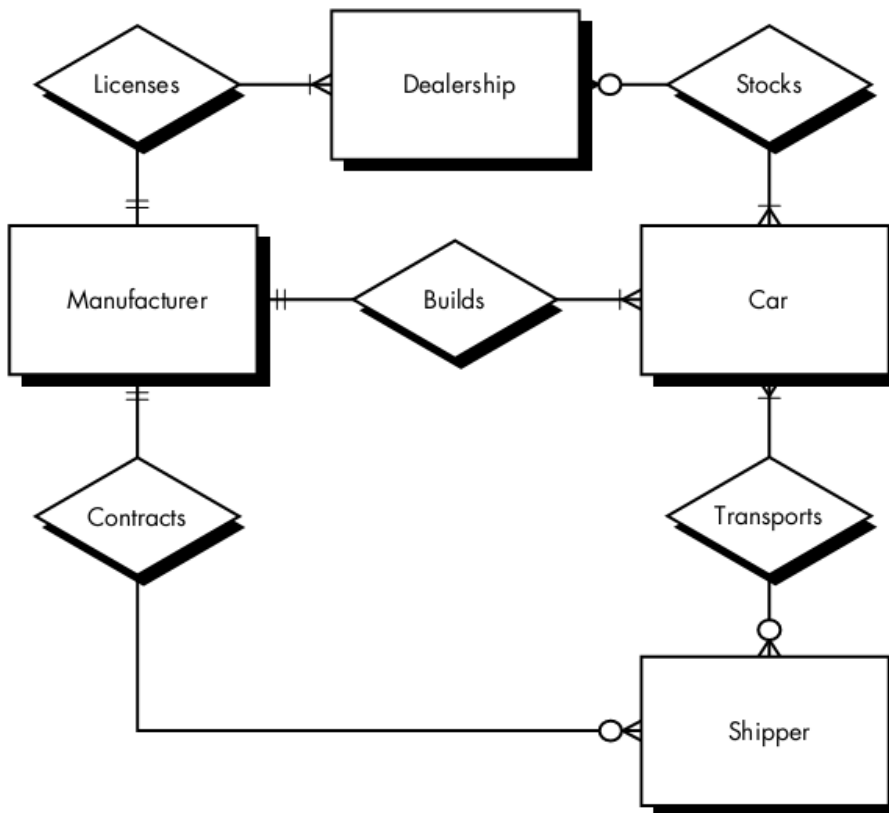 Licenses
Dealership
Stocks
Manufacturer
Builds
Car
Contracts
Transports
Shipper